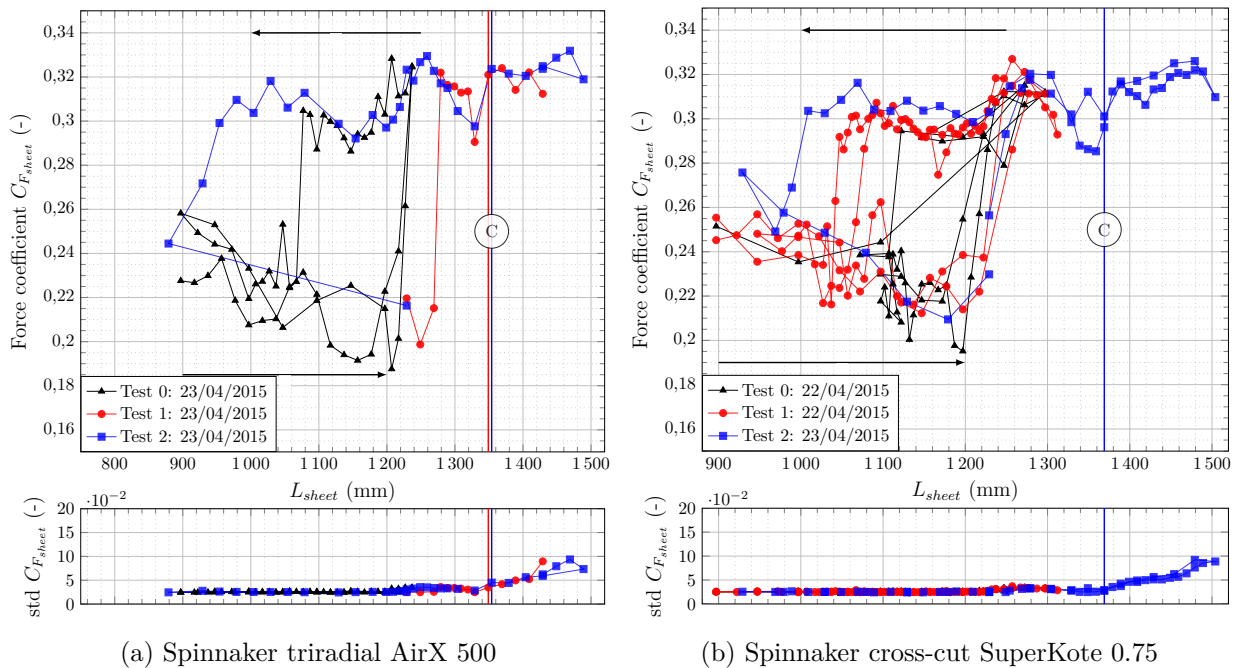 0,34
0,32
0,3
0,28
0,26
0,24
0,22
0,2
0,18
0,16
Force coefficient C_{F_{sheet}} (-)
C
Test 0: 23/04/2015
Test 1: 23/04/2015
Test 2: 23/04/2015
800 900 1 000 1 100 1 200 1 300 1 400 1 500
L_{sheet} (mm)
·10⁻²
20
15
10
5
0
std C_{F_{sheet}} (-)
(a) Spinnaker triradial AirX 500
0,34
0,32
0,3
0,28
0,26
0,24
0,22
0,2
0,18
0,16
Force coefficient C_{F_{sheet}} (-)
C
Test 0: 22/04/2015
Test 1: 22/04/2015
Test 2: 23/04/2015
900 1 000 1 100 1 200 1 300 1 400 1 500
L_{sheet} (mm)
·10⁻²
20
15
10
5
0
std C_{F_{sheet}} (-)
(b) Spinnaker cross-cut SuperKote 0.75